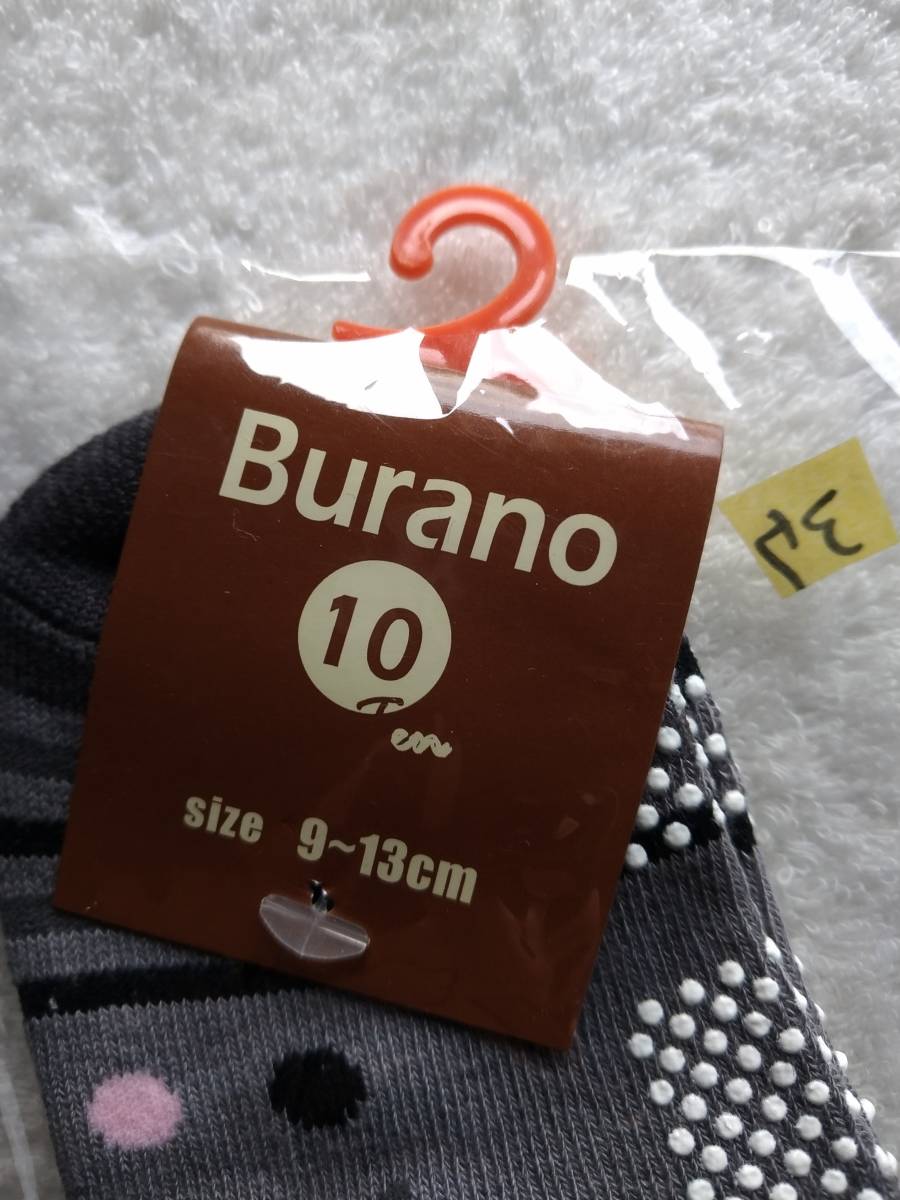 Burano
10
Ten
size 9~13cm